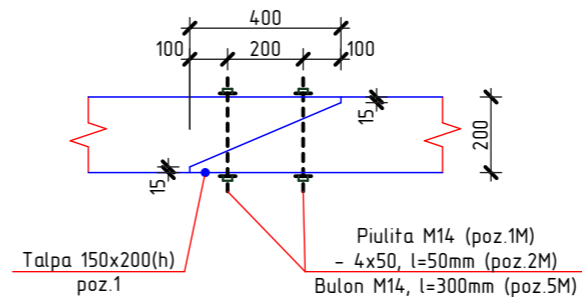 400
100 200 100
15
200
15
Talpa 150x200(h)
poz.1
Piulita M14 (poz.1M)
- 4x50, l=50mm (poz.2M)
Bulon M14, l=300mm (poz.5M)